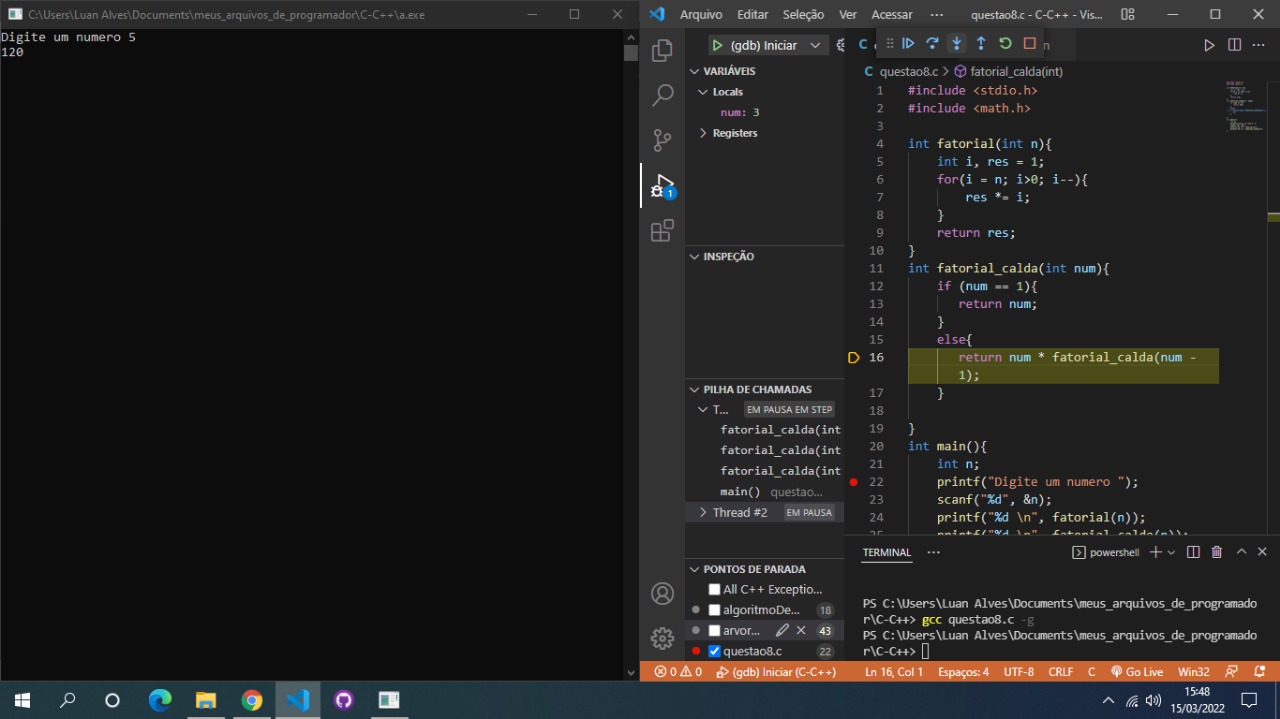 C:\Users\Luan Alves\Documents\meus_arquivos_de_programador\C-C++\a.exe
Digite um numero 5
120
Arquivo Editar Seleção Ver Acessar ··· questao8.c - C-C++ - Vis...
(gdb) Iniciar
VARIÁVEIS
Locals
num: 3
Registers
INSPEÇÃO
PILHA DE CHAMADAS
T... EM PAUSA EM STEP
fatorial_calda(int
fatorial_calda(int
fatorial_calda(int
main() questao...
Thread #2 EM PAUSA
PONTOS DE PARADA
All C++ Exceptio...
algoritmoDe... 18
arvor... 43
questao8.c 22
1
C questao8.c > fatorial_calda(int)
1 #include <stdio.h>
2 #include <math.h>
3
4 int fatorial(int n){
5 int i, res = 1;
6 for(i = n; i>0; i--){
7 res *= i;
8 }
9 return res;
10 }
11 int fatorial_calda(int num){
12 if (num == 1){
13 return num;
14 }
15 else{
16 return num * fatorial_calda(num -
1);
17 }
18
19 }
20 int main(){
21 int n;
22 printf("Digite um numero ");
23 scanf("%d", &n);
24 printf("%d \n", fatorial(n));
25 printf("%d \n", fatorial_calda(n));
TERMINAL ··· powershell
PS C:\Users\Luan Alves\Documents\meus_arquivos_de_programado
r\C-C++> gcc questao8.c -g
PS C:\Users\Luan Alves\Documents\meus_arquivos_de_programado
r\C-C++>
0 0 (gdb) Iniciar (C-C++) Ln 16, Col 1 Espaços: 4 UTF-8 CRLF C Go Live Win32
15:48
15/03/2022